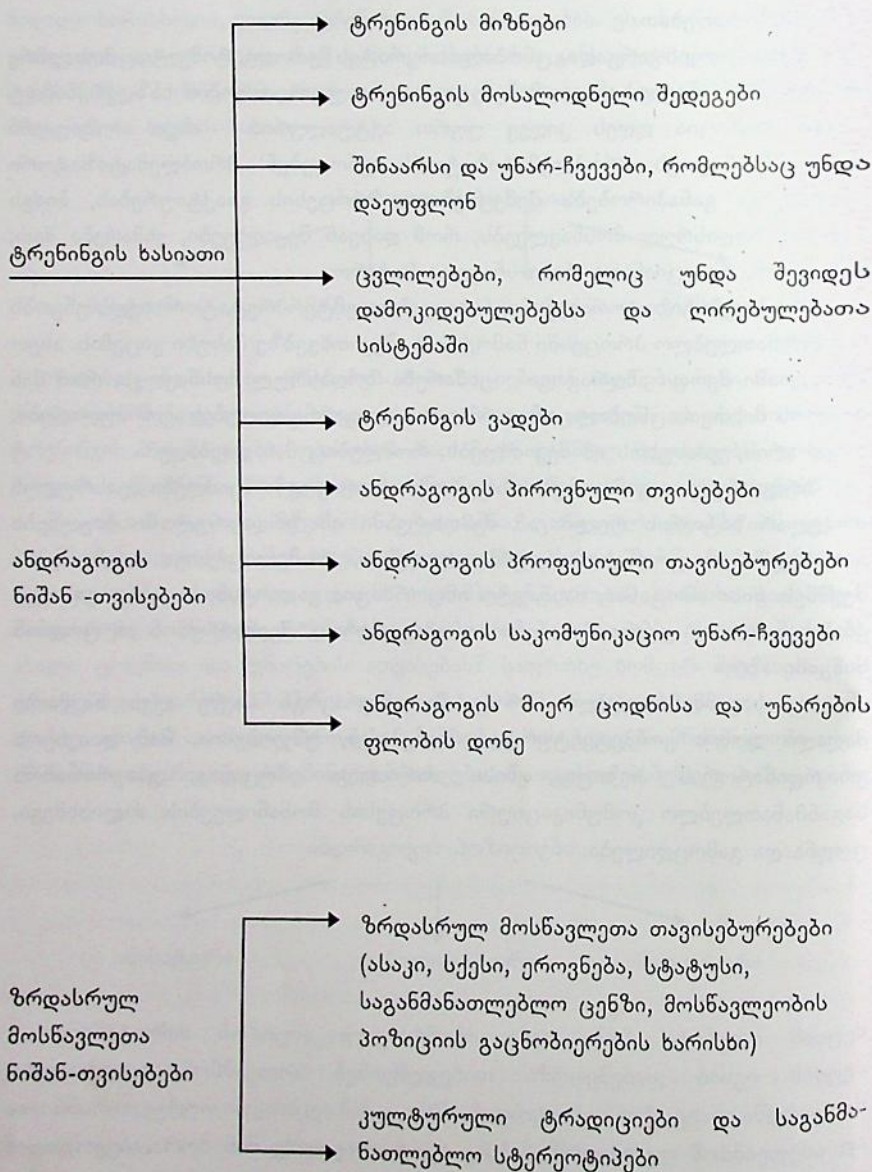 ტრენინგის მიზნები
ტრენინგის მოსალოდნელი შედეგები
შინაარსი და უნარ-ჩვევები, რომლებსაც უნდა
დაეუფლონ
ტრენინგის ხასიათი
ცვლილებები, რომელიც უნდა შევიდეს
დამოკიდებულებებსა და ღირებულებათა
სისტემაში
ტრენინგის ვადები
ანდრაგოგის პიროვნული თვისებები
ანდრაგოგის
ნიშან -თვისებები
ანდრაგოგის პროფესიული თავისებურებები
ანდრაგოგის საკომუნიკაციო უნარ-ჩვევები
ანდრაგოგის მიერ ცოდნისა და უნარების
ფლობის დონე
ზრდასრულ
მოსწავლეთა
ნიშან-თვისებები
ზრდასრულ მოსწავლეთა თავისებურებები
(ასაკი, სქესი, ეროვნება, სტატუსი,
საგანმანათლებლო ცენზი, მოსწავლეობის
პოზიციის გაცნობიერების ხარისხი)
კულტურული ტრადიციები და საგანმა-
ნათლებლო სტერეოტიპები